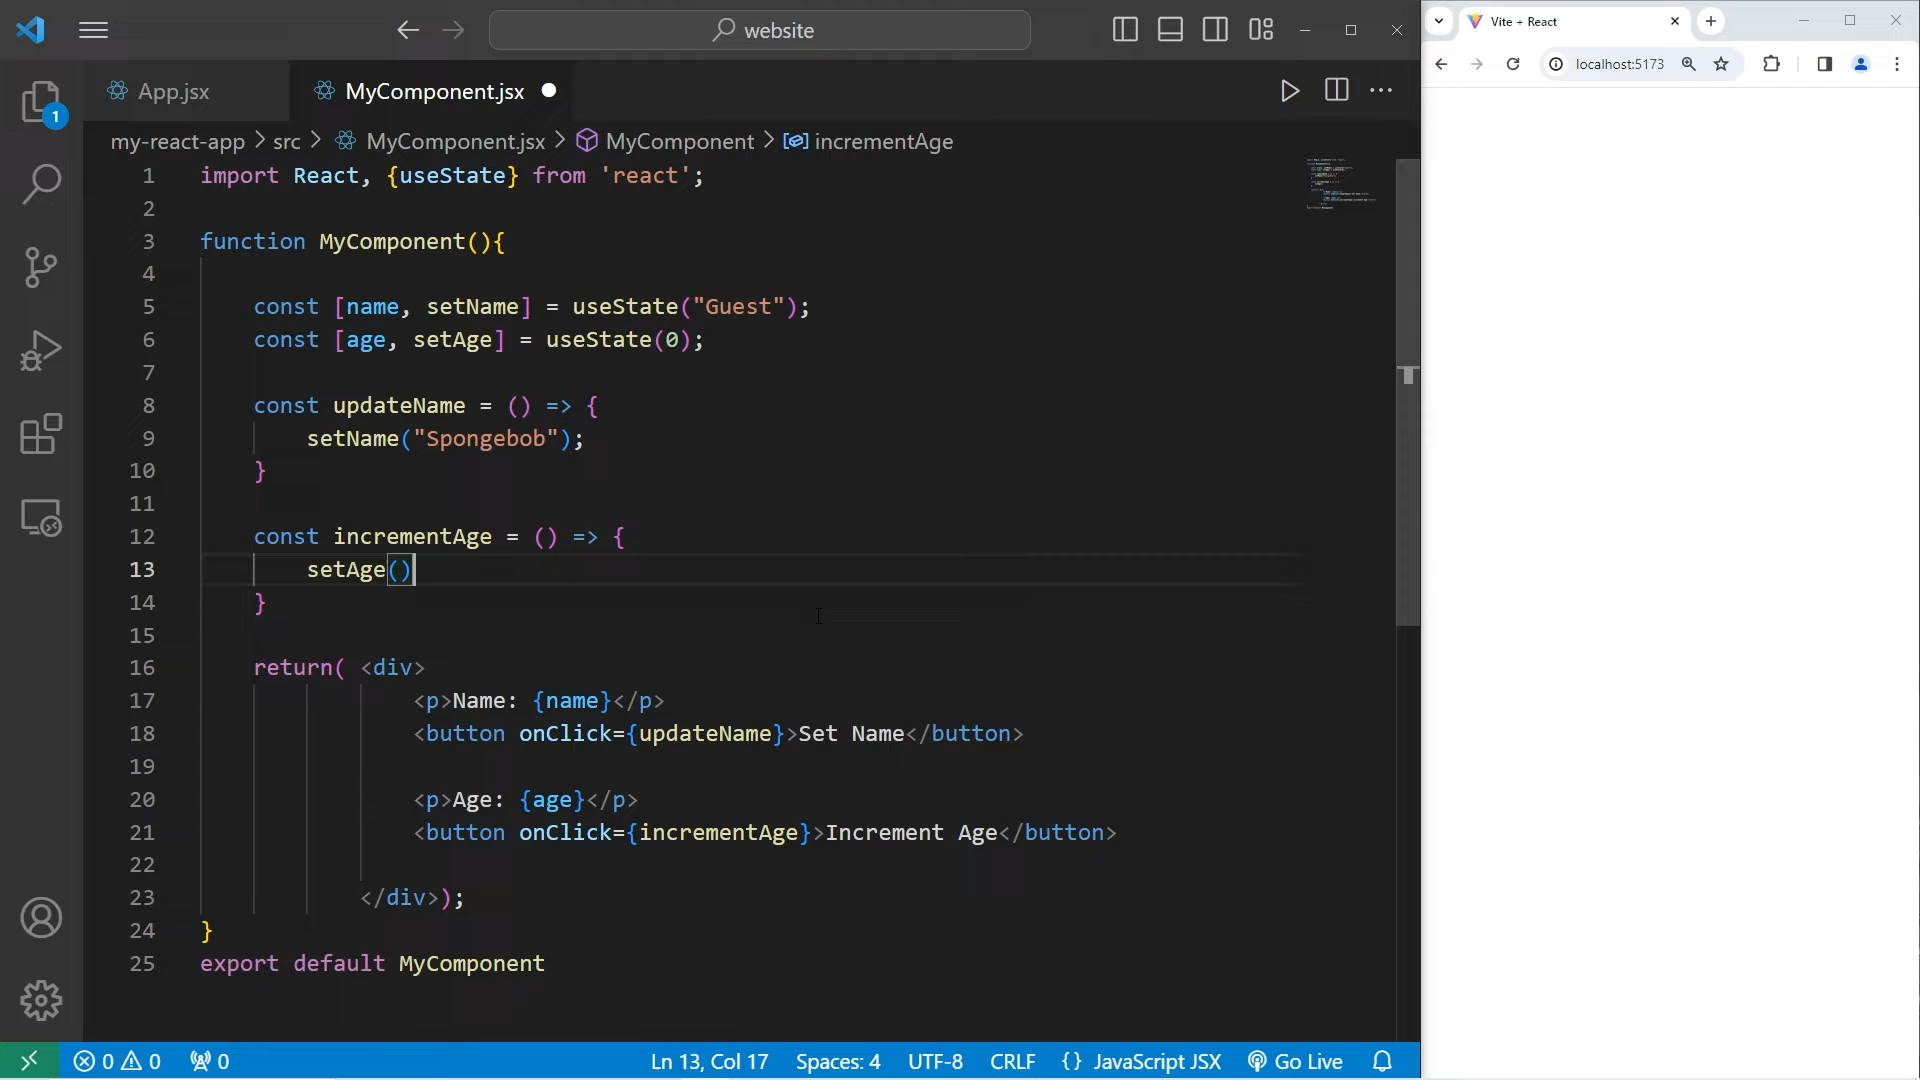 website
App.jsx
MyComponent.jsx
my-react-app > src > MyComponent.jsx > MyComponent > incrementAge
1 import React, {useState} from 'react';
2
3 function MyComponent(){
4
5 const [name, setName] = useState("Guest");
6 const [age, setAge] = useState(0);
7
8 const updateName = () => {
9 setName("Spongebob");
10 }
11
12 const incrementAge = () => {
13 setAge()
14 }
15
16 return( <div>
17 <p>Name: {name}</p>
18 <button onClick={updateName}>Set Name</button>
19
20 <p>Age: {age}</p>
21 <button onClick={incrementAge}>Increment Age</button>
22
23 </div>);
24 }
25 export default MyComponent
1
0 0 0 Ln 13, Col 17 Spaces: 4 UTF-8 CRLF {} JavaScript JSX Go Live
Vite + React
localhost:5173